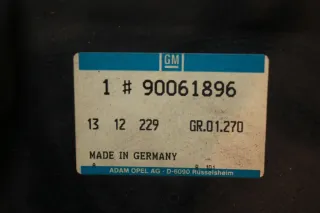 GM
1 # 90061896
13 12 229 GR.01.270
MADE IN GERMANY
ADAM OPEL AG · D-6090 Rüsselsheim